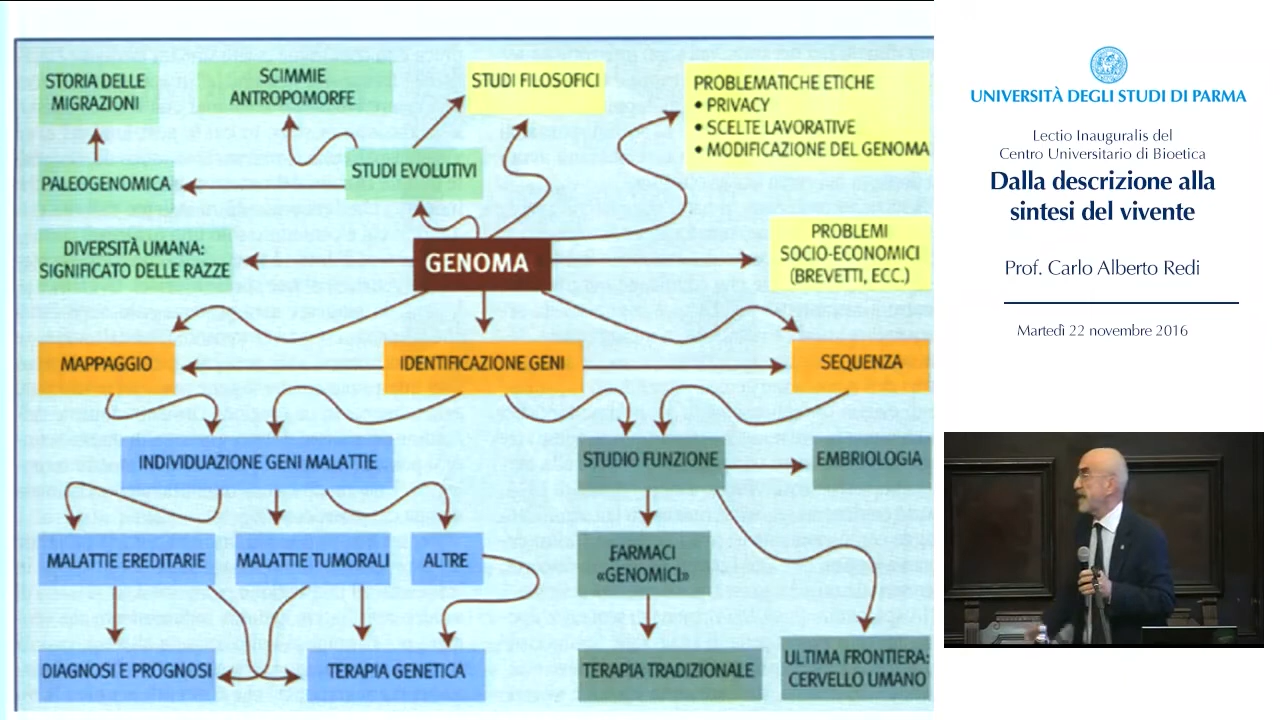 STORIA DELLE
MIGRAZIONI
SCIMMIE
ANTROPOMORFE
STUDI FILOSOFICI
PROBLEMATICHE ETICHE
• PRIVACY
• SCELTE LAVORATIVE
• MODIFICAZIONE DEL GENOMA
PALEOGENOMICA
STUDI EVOLUTIVI
DIVERSITÀ UMANA:
SIGNIFICATO DELLE RAZZE
GENOMA
PROBLEMI
SOCIO-ECONOMICI
(BREVETTI, ECC.)
MAPPAGGIO
IDENTIFICAZIONE GENI
SEQUENZA
INDIVIDUAZIONE GENI MALATTIE
STUDIO FUNZIONE
EMBRIOLOGIA
MALATTIE EREDITARIE
MALATTIE TUMORALI
ALTRE
FARMACI
«GENOMICI»
DIAGNOSI E PROGNOSI
TERAPIA GENETICA
TERAPIA TRADIZIONALE
ULTIMA FRONTIERA:
CERVELLO UMANO
UNIVERSITÀ DEGLI STUDI DI PARMA
Lectio Inauguralis del
Centro Universitario di Bioetica
Dalla descrizione alla
sintesi del vivente
Prof. Carlo Alberto Redi
Martedì 22 novembre 2016